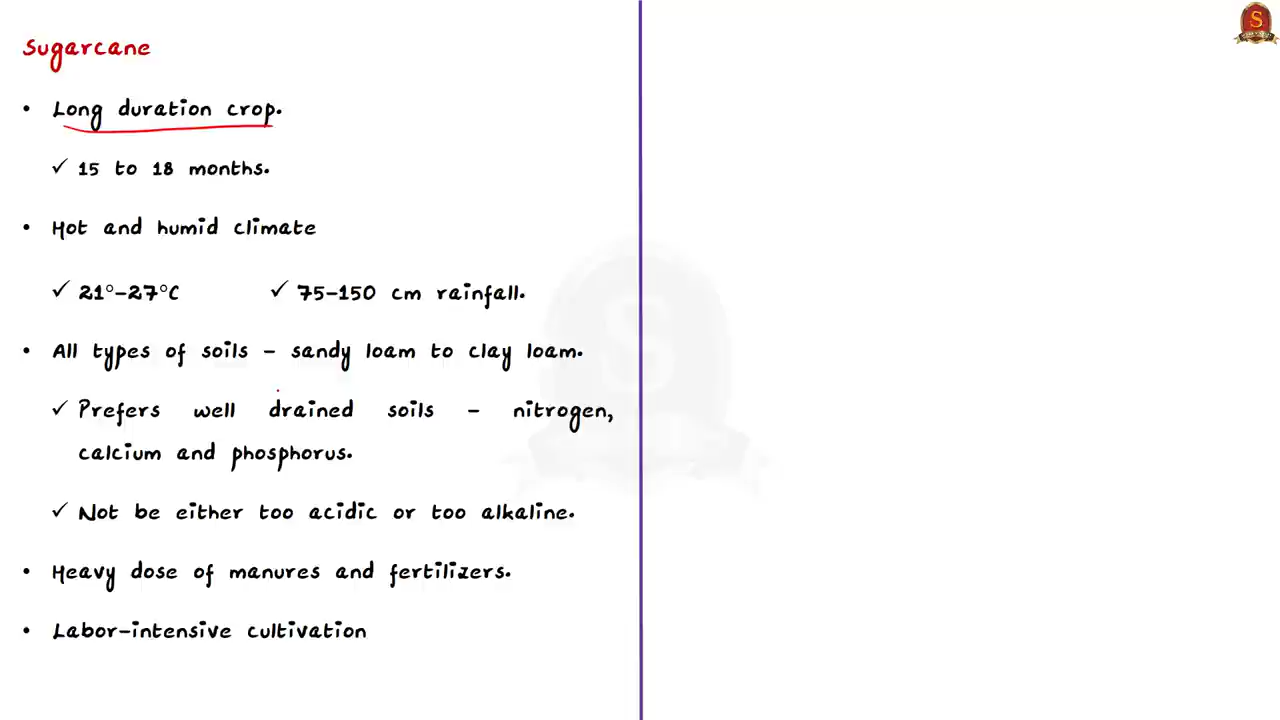 Sugarcane
• Long duration crop.
✓ 15 to 18 months.
• Hot and humid climate
✓ 21°-27°C ✓ 75-150 cm rainfall.
• All types of soils - sandy loam to clay loam.
✓ Prefers well drained soils - nitrogen,
calcium and phosphorus.
✓ Not be either too acidic or too alkaline.
• Heavy dose of manures and fertilizers.
• Labor-intensive cultivation
S
S